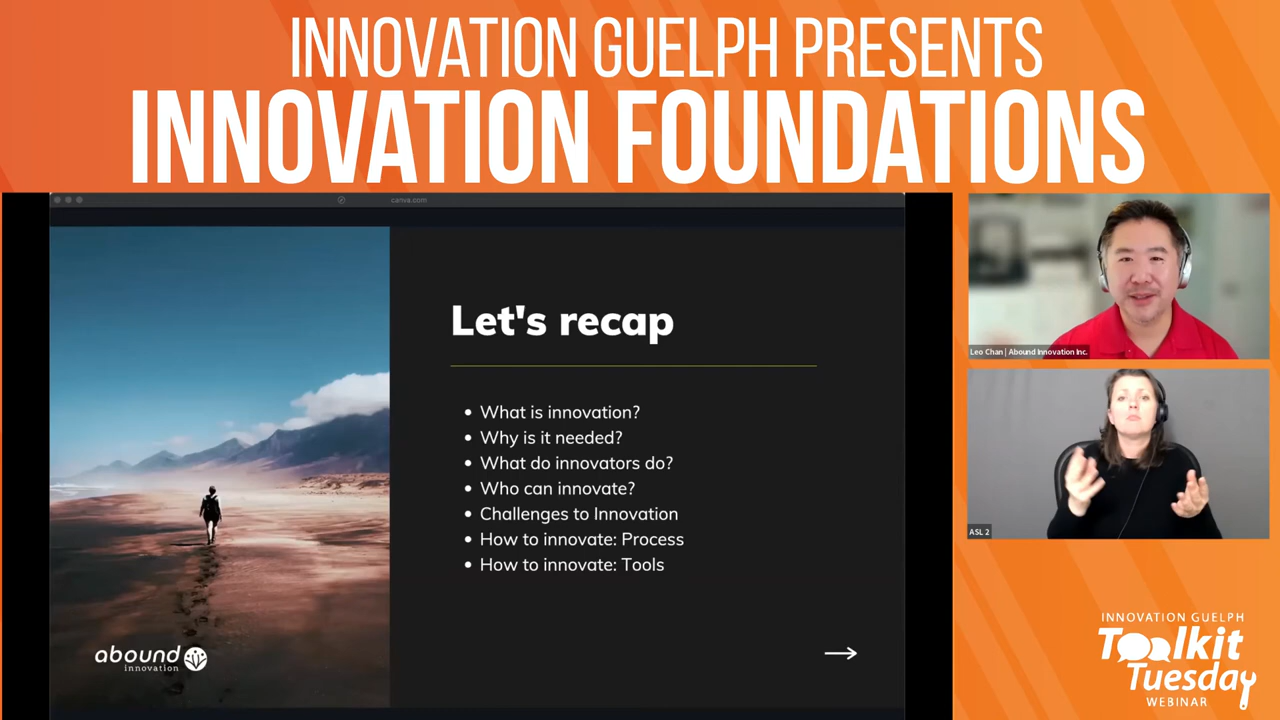 INNOVATION GUELPH PRESENTS
INNOVATION FOUNDATIONS
canva.com
Let's recap
• What is innovation?
• Why is it needed?
• What do innovators do?
• Who can innovate?
• Challenges to Innovation
• How to innovate: Process
• How to innovate: Tools
abound
innovation
Leo Chan | Abound Innovation Inc.
ASL 2
INNOVATION GUELPH
Toolkit
Tuesday
WEBINAR